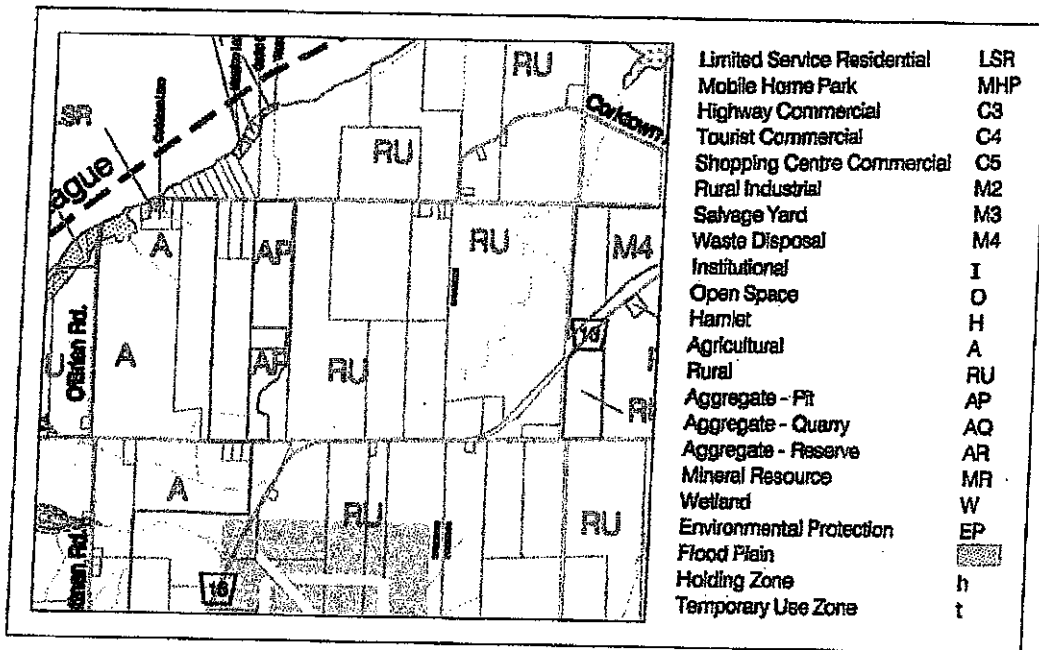 RU
Corktown
RU
ague
A
AP
RU
M4
O'Brien Rd.
A
AP
RU
16
A
RU
RU
16
Limited Service Residential LSR
Mobile Home Park MHP
Highway Commercial C3
Tourist Commercial C4
Shopping Centre Commercial C5
Rural Industrial M2
Salvage Yard M3
Waste Disposal M4
Institutional I
Open Space O
Hamlet H
Agricultural A
Rural RU
Aggregate - Pit AP
Aggregate - Quarry AQ
Aggregate - Reserve AR
Mineral Resource MR
Wetland W
Environmental Protection EP
Flood Plain
Holding Zone h
Temporary Use Zone t